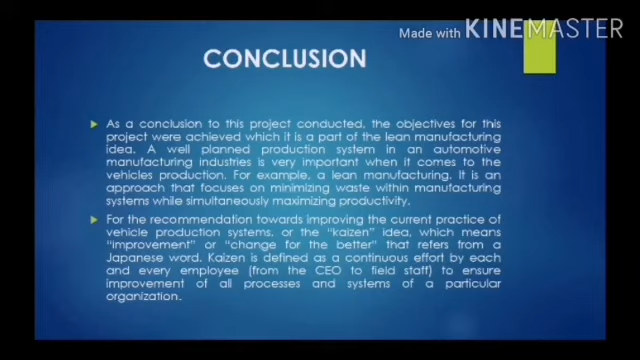 Made with KINEMASTER
CONCLUSION
As a conclusion to this project conducted, the objectives for this
project were achieved which it is a part of the lean manufacturing
idea. A well planned production system in an automotive
manufacturing industries is very important when it comes to the
vehicles production. For example, a lean manufacturing. It is an
approach that focuses on minimizing waste within manufacturing
systems while simultaneously maximizing productivity.
For the recommendation towards improving the current practice of
vehicle production systems, or the "kaizen" idea, which means
"improvement" or "change for the better" that refers from a
Japanese word. Kaizen is defined as a continuous effort by each
and every employee (from the CEO to field staff) to ensure
improvement of all processes and systems of a particular
organization.